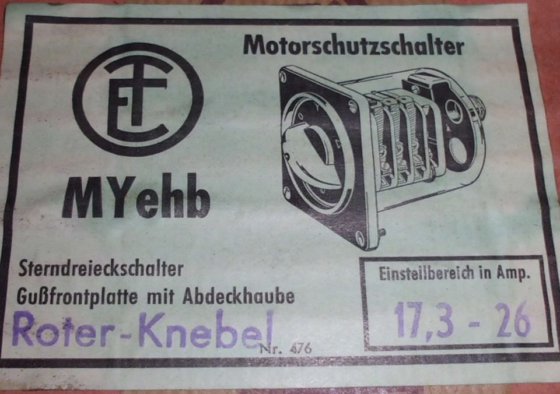 Motorschutzschalter
MYehb
Sterndreieckschalter
Gußfrontplatte mit Abdeckhaube
Roter-Knebel
Nr. 476
Einstellbereich in Amp.
17,3 - 26